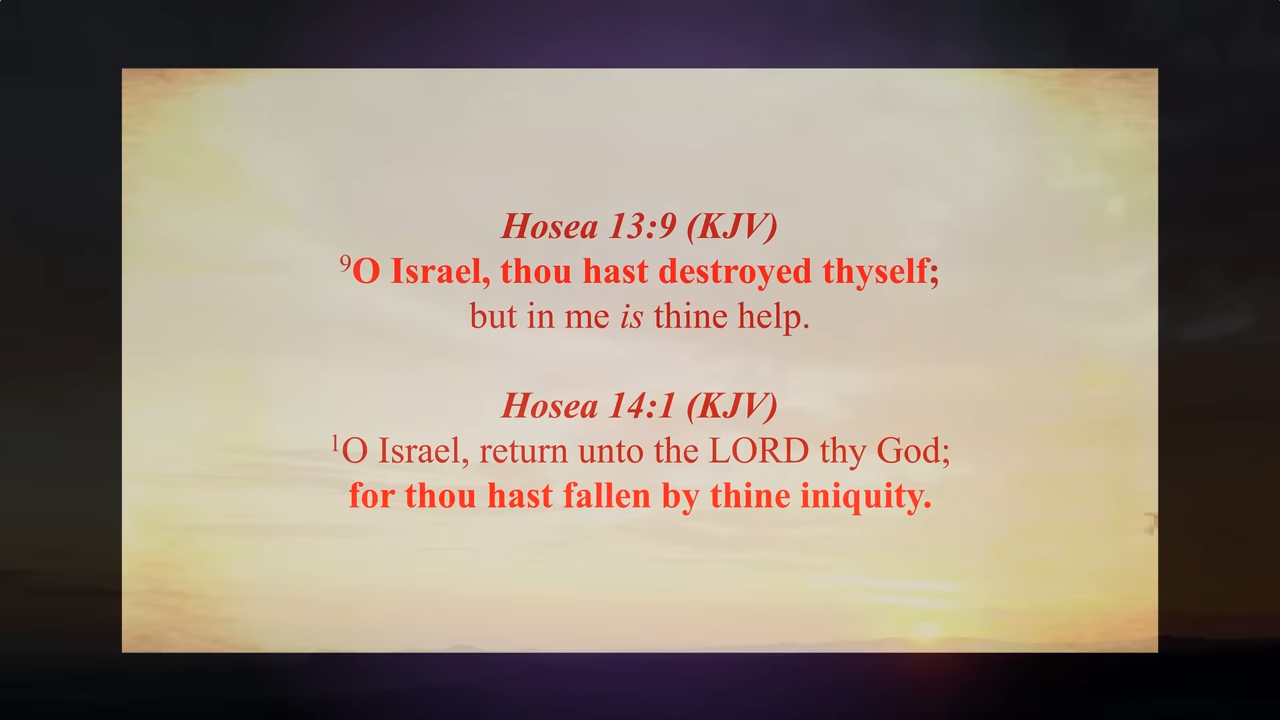 Hosea 13:9 (KJV)
⁹O Israel, thou hast destroyed thyself;
but in me is thine help.
Hosea 14:1 (KJV)
¹O Israel, return unto the LORD thy God;
for thou hast fallen by thine iniquity.